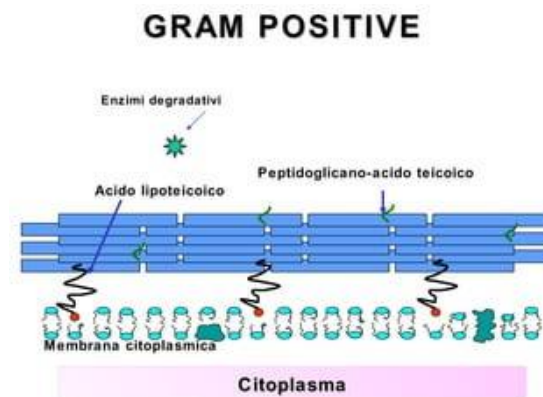 GRAM POSITIVE
Enzimi degradativi
Peptidoglicano-acido teicoico
Acido lipoteicoico
Membrana citoplasmica
Citoplasma